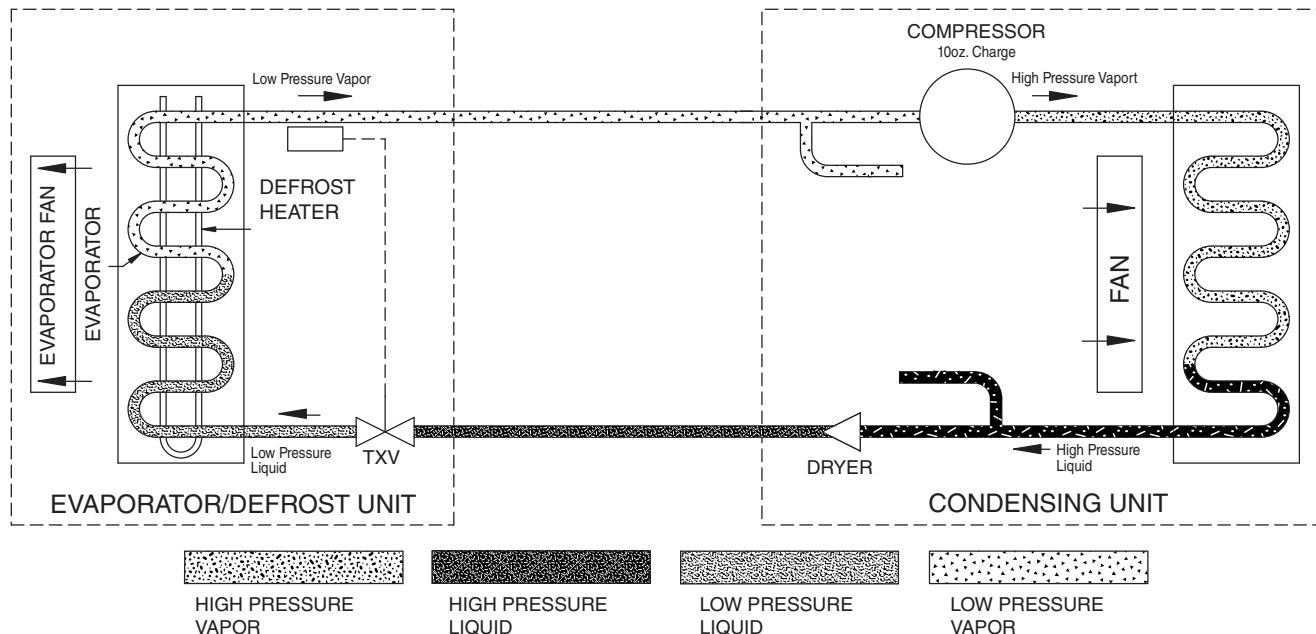 COMPRESSOR
10oz. Charge
Low Pressure Vapor
High Pressure Vaport
DEFROST
HEATER
EVAPORATOR FAN
EVAPORATOR
FAN
Low Pressure
Liquid
TXV
DRYER
High Pressure
Liquid
EVAPORATOR/DEFROST UNIT
CONDENSING UNIT
HIGH PRESSURE
VAPOR
HIGH PRESSURE
LIQUID
LOW PRESSURE
LIQUID
LOW PRESSURE
VAPOR